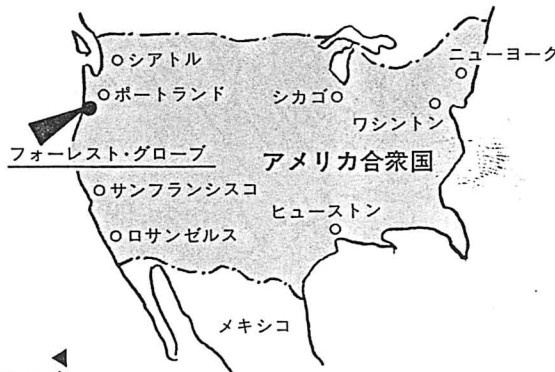 シアトル
ニューヨーク
ポートランド
シカゴ
ワシントン
フォーレスト・グローブ
アメリカ合衆国
サンフランシスコ
ヒューストン
ロサンゼルス
メキシコ